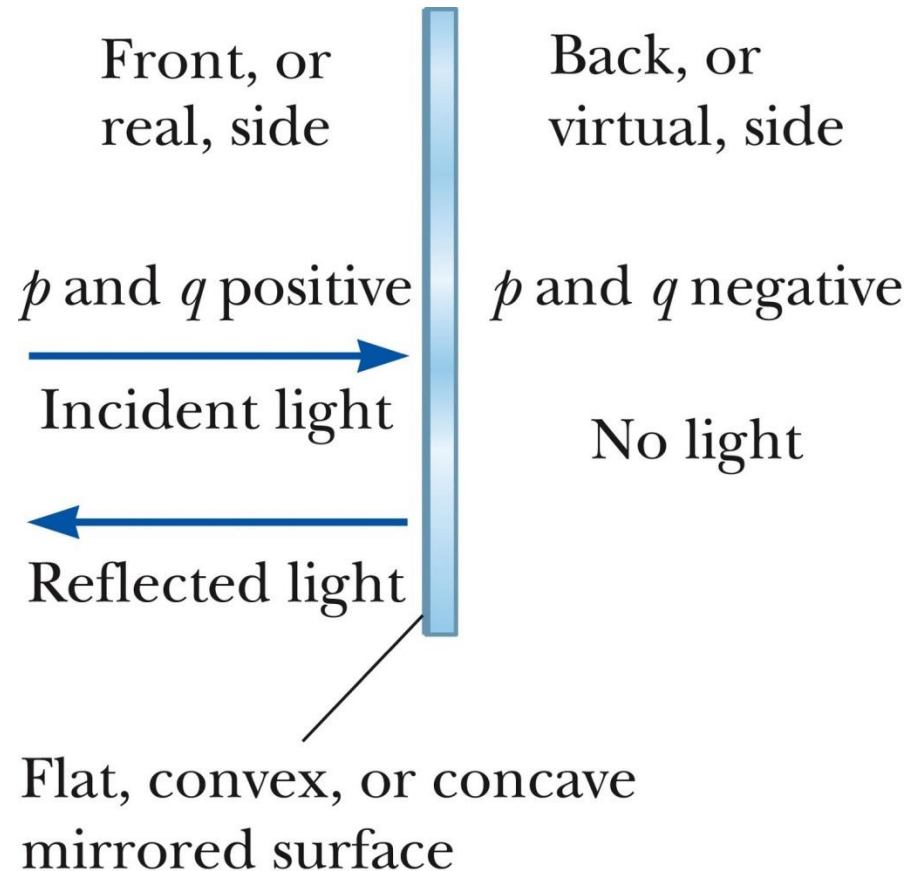 Front, or
real, side
Back, or
virtual, side
p and q positive
p and q negative
Incident light
No light
Reflected light
Flat, convex, or concave
mirrored surface